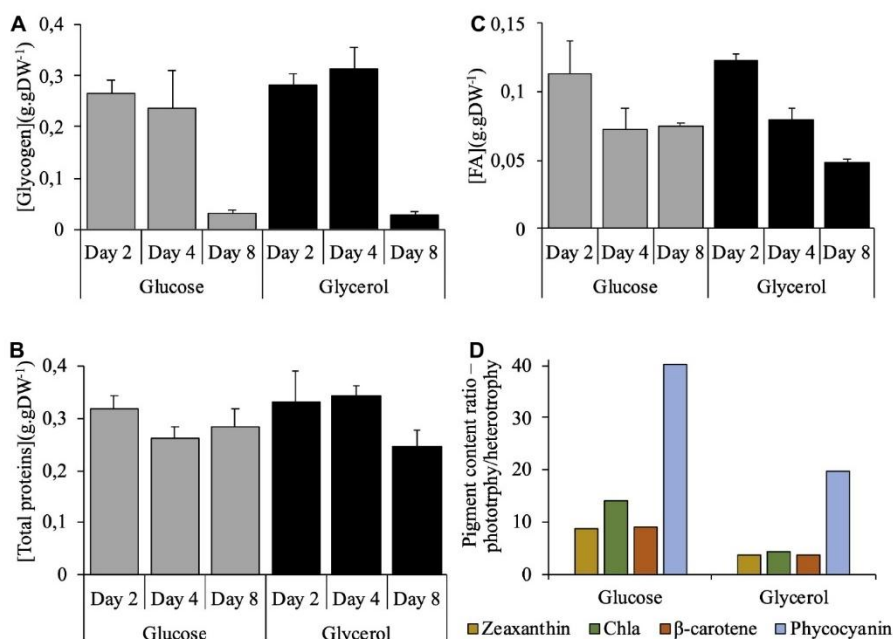 A
[Glycogen](g.gDW-1)
0,4
0,3
0,2
0,1
0
Day 2 Day 4 Day 8 Day 2 Day 4 Day 8
Glucose Glycerol
C
[FA](g.gDW-1)
0,15
0,1
0,05
0
Day 2 Day 4 Day 8 Day 2 Day 4 Day 8
Glucose Glycerol
B
[Total proteins](g.gDW-1)
0,4
0,3
0,2
0,1
0
Day 2 Day 4 Day 8 Day 2 Day 4 Day 8
Glucose Glycerol
D
Pigment content ratio –
phototrphy/heterotrophy
40
30
20
10
0
Glucose Glycerol
Zeaxanthin Chla β-carotene Phycocyanin